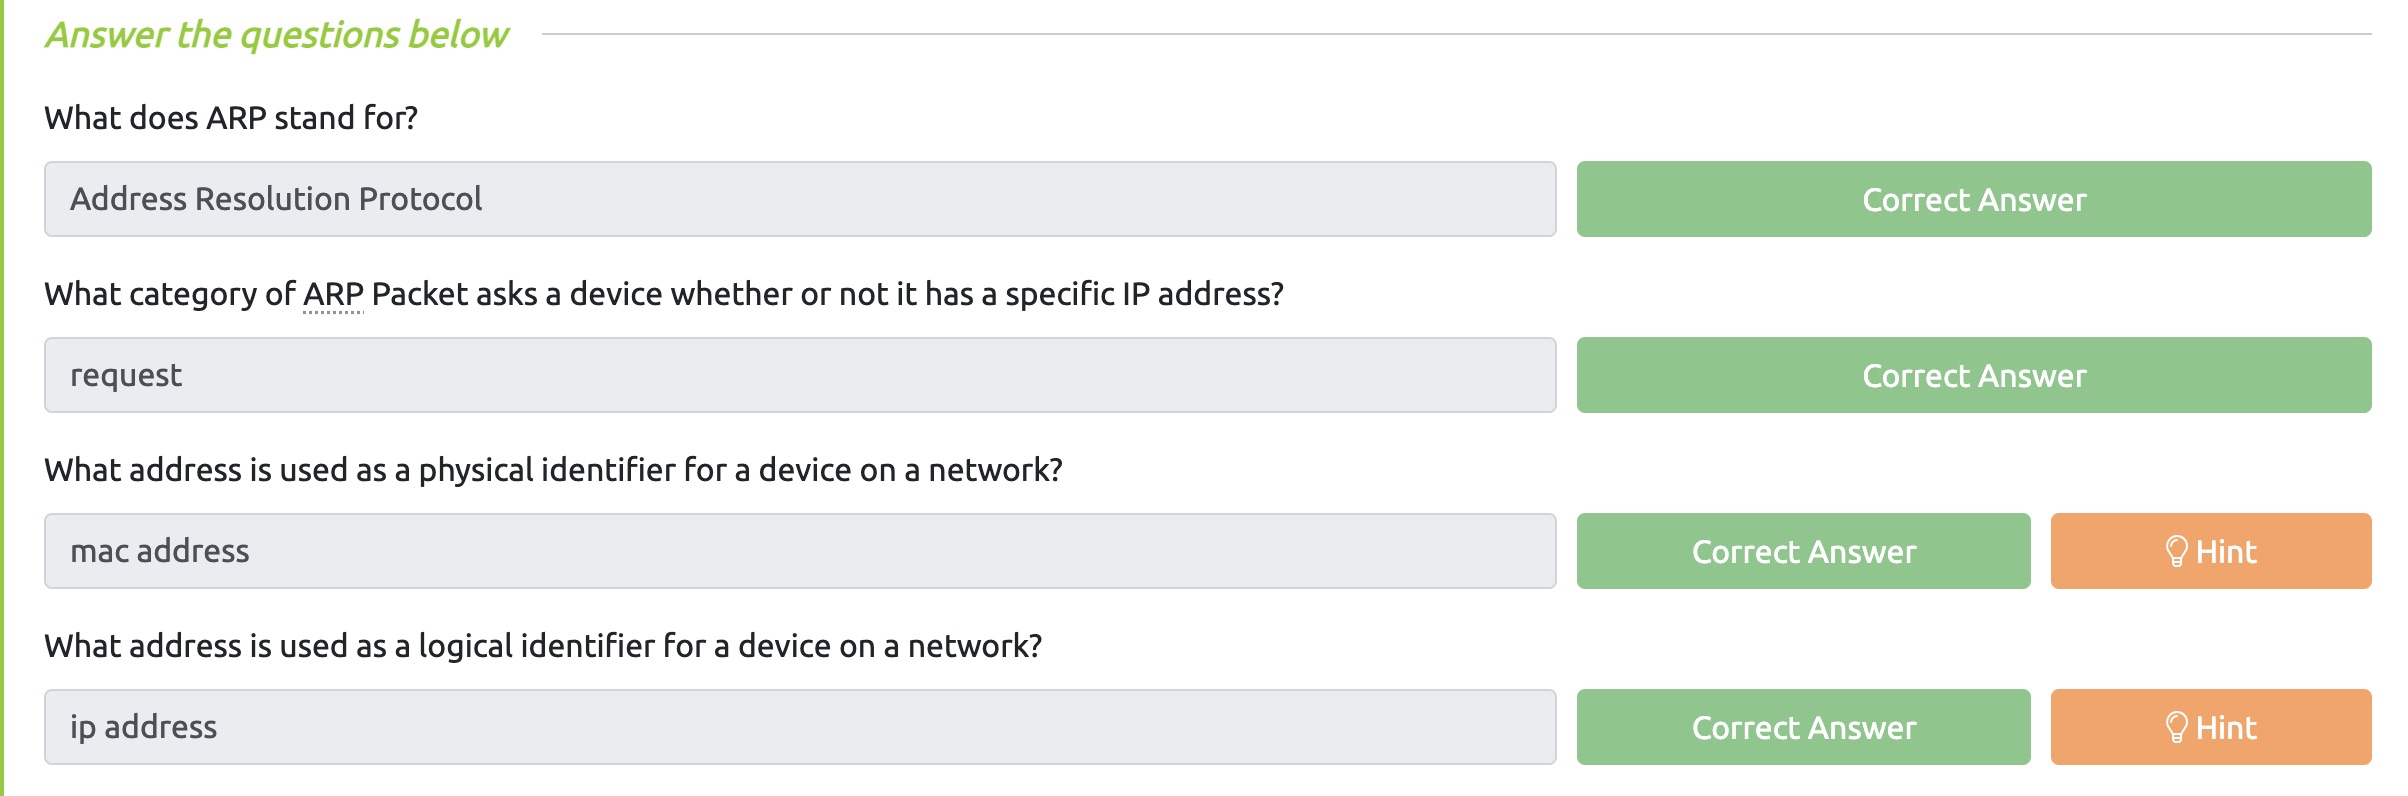 Answer the questions below
What does ARP stand for?
Address Resolution Protocol
Correct Answer
What category of ARP Packet asks a device whether or not it has a specific IP address?
request
Correct Answer
What address is used as a physical identifier for a device on a network?
mac address
Correct Answer
Hint
What address is used as a logical identifier for a device on a network?
ip address
Correct Answer
Hint